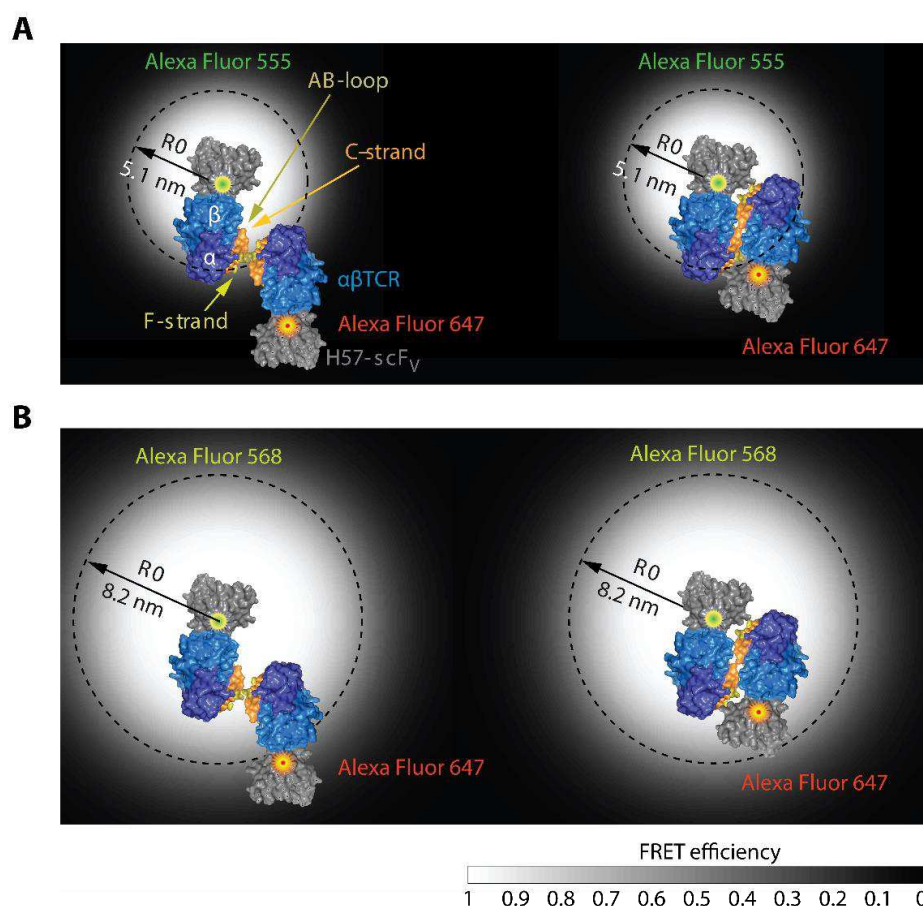 A
Alexa Fluor 555
AB-loop
C-strand
R0
5.1 nm
β
α
αβTCR
F-strand
Alexa Fluor 647
H57-scFV
Alexa Fluor 555
R0
5.1 nm
Alexa Fluor 647
B
Alexa Fluor 568
R0
8.2 nm
Alexa Fluor 647
Alexa Fluor 568
R0
8.2 nm
Alexa Fluor 647
FRET efficiency
1 0.9 0.8 0.7 0.6 0.5 0.4 0.3 0.2 0.1 0